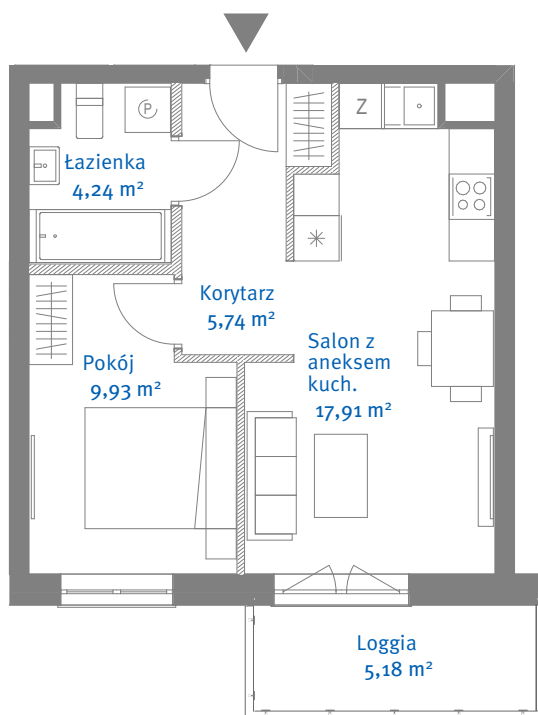 Z
P
Łazienka
4,24 m²
Korytarz
5,74 m²
Salon z
aneksem
kuch.
17,91 m²
Pokój
9,93 m²
Loggia
5,18 m²